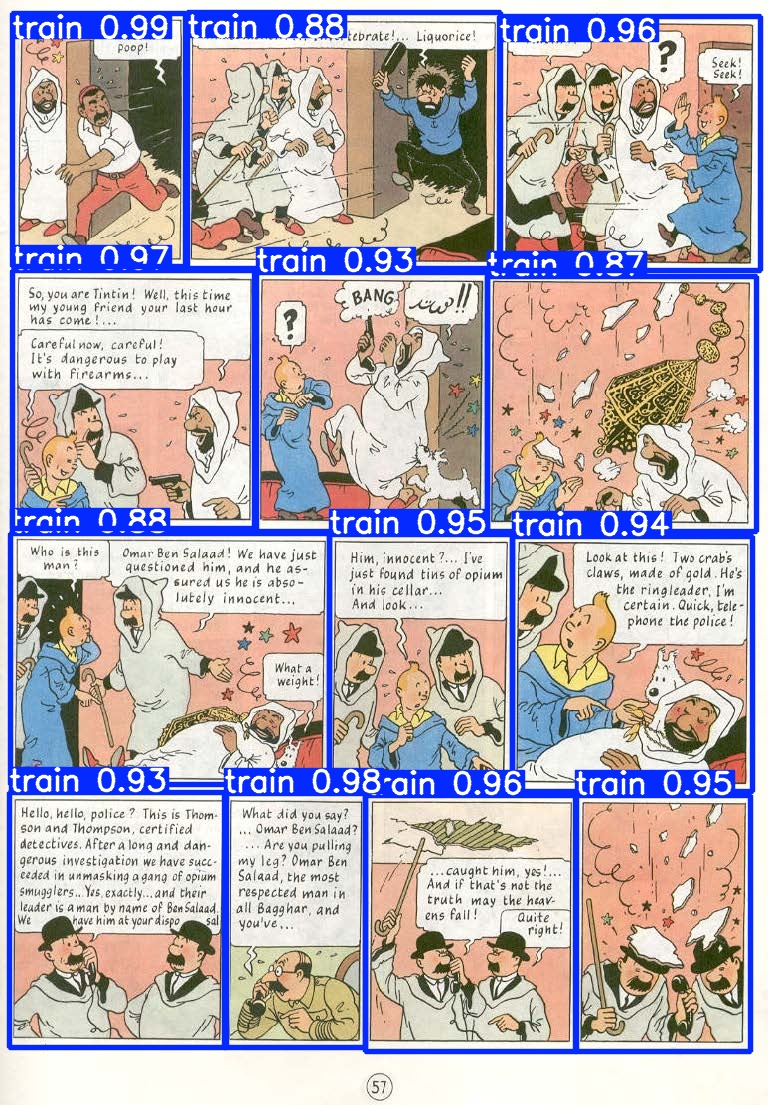 train 0.99
poop!
train 0.88
Liquorice!
train 0.96
?
Seek!
Seek!
train 0.97
So, you are Tintin! Well, this time
my young friend your last hour
has come!...
Careful now, careful!
It's dangerous to play
with firearms...
train 0.93
?
BANG
!!
train 0.87
train 0.88
Who is this
man?
Omar Ben Salaad! We have just
questioned him, and he as-
sured us he is abso-
lutely innocent...
What a
weight!
train 0.95
Him, innocent?... I've
just found tins of opium
in his cellar...
And look...
train 0.94
Look at this! Two crab's
claws, made of gold. He's
the ringleader, I'm
certain. Quick, tele-
phone the police!
train 0.93
Hello, hello, police? This is Thom-
son and Thompson, certified
detectives. After a long and dan-
gerous investigation we have succ-
eeded in unmasking a gang of opium
smugglers.. Yes, exactly...and their
leader is a man by name of Ben Salaad.
We have him at your dispo sal
train 0.98
What did you say?
... Omar Ben Salaad?
... Are you pulling
my leg? Omar Ben
Salaad, the most
respected man in
all Bagghar, and
you've...
rain 0.96
...caught him, yes!...
And if that's not the
truth may the heav-
ens fall!
Quite
right!
train 0.95
57